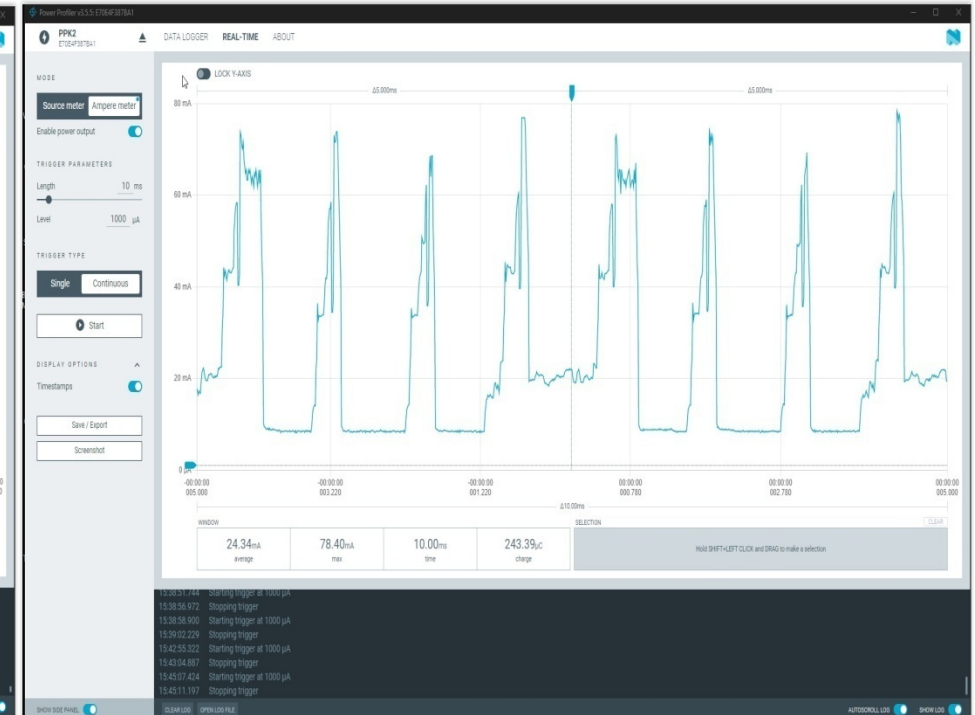 Power Profiler v3.5.5: E70E4F387BA1
PPK2
E70E4F387BA1
DATA LOGGER REAL-TIME ABOUT
MODE
Source meter Ampere meter
Enable power output
TRIGGER PARAMETERS
Length 10 ms
Level 1000 µA
TRIGGER TYPE
Single Continuous
Start
DISPLAY OPTIONS
Timestamps
Save / Export
Screenshot
LOCK Y-AXIS
Δ5.000ms Δ5.000ms
80 mA
60 mA
40 mA
20 mA
0 µA
-00:00:00 -00:00:00 -00:00:00 00:00:00 00:00:00 00:00:00
005.000 003.220 001.220 000.780 002.780 005.000
Δ10.00ms
WINDOW SELECTION CLEAR
24.34mA 78.40mA 10.00ms 243.39µC
average max time charge
Hold SHIFT+LEFT CLICK and DRAG to make a selection
15:38:51.744 Starting trigger at 1000 µA
15:38:56.972 Stopping trigger
15:38:58.900 Starting trigger at 1000 µA
15:39:02.229 Stopping trigger
15:42:55.322 Starting trigger at 1000 µA
15:43:04.887 Stopping trigger
15:45:07.424 Starting trigger at 1000 µA
15:45:11.197 Stopping trigger
SHOW SIDE PANEL CLEAR LOG OPEN LOG FILE AUTOSCROLL LOG SHOW LOG